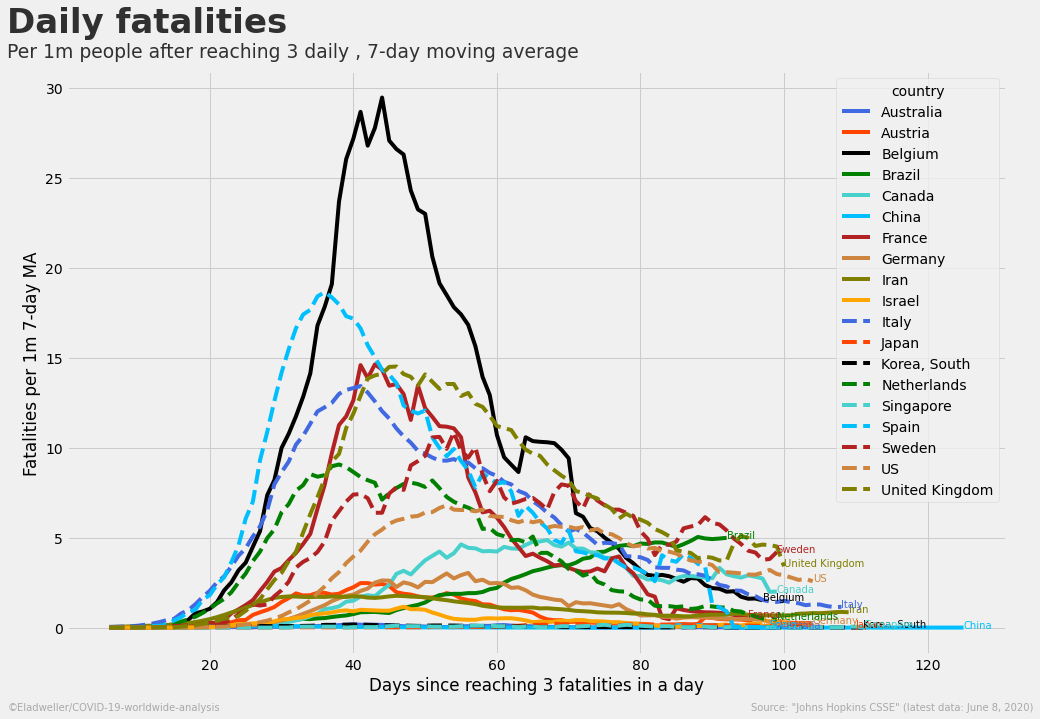 Daily fatalities
Per 1m people after reaching 3 daily , 7-day moving average
Fatalities per 1m 7-day MA
30
25
20
15
10
5
0
country
Australia
Austria
Belgium
Brazil
Canada
China
France
Germany
Iran
Israel
Italy
Japan
Korea, South
Netherlands
Singapore
Spain
Sweden
US
United Kingdom
Brazil
Sweden
United Kingdom
US
Canada
Belgium
Italy
Iran
France
Netherlands
Germany
Korea, South
China
20
40
60
80
100
120
Days since reaching 3 fatalities in a day
©Eladweller/COVID-19-worldwide-analysis
Source: "Johns Hopkins CSSE" (latest data: June 8, 2020)